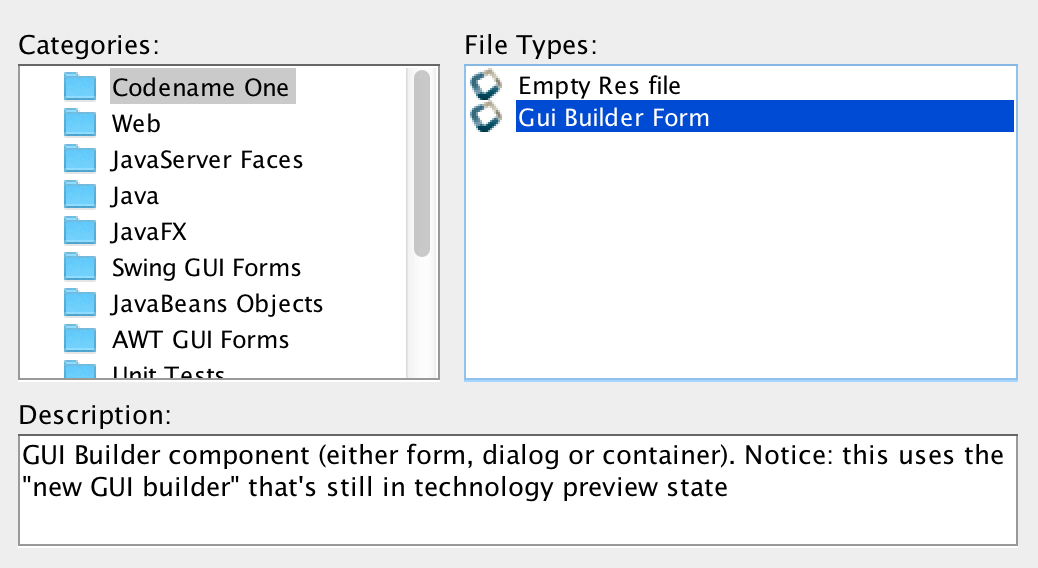 Categories:
Codename One
Web
JavaServer Faces
Java
JavaFX
Swing GUI Forms
JavaBeans Objects
AWT GUI Forms
Unit Tests
File Types:
Empty Res file
Gui Builder Form
Description:
GUI Builder component (either form, dialog or container). Notice: this uses the
"new GUI builder" that's still in technology preview state